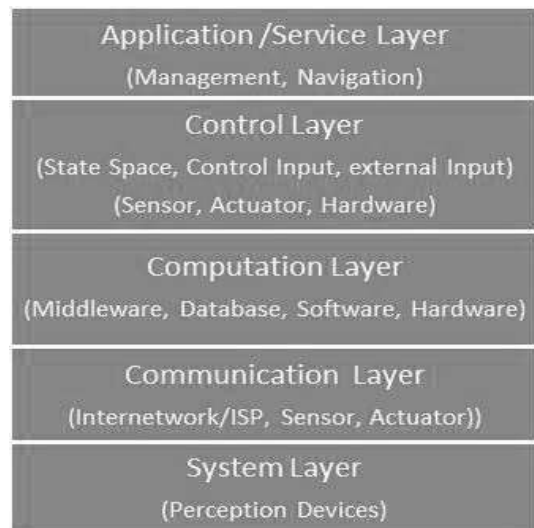 Application /Service Layer
(Management, Navigation)
Control Layer
(State Space, Control Input, external Input)
(Sensor, Actuator, Hardware)
Computation Layer
(Middleware, Database, Software, Hardware)
Communication Layer
(Internetwork/ISP, Sensor, Actuator))
System Layer
(Perception Devices)